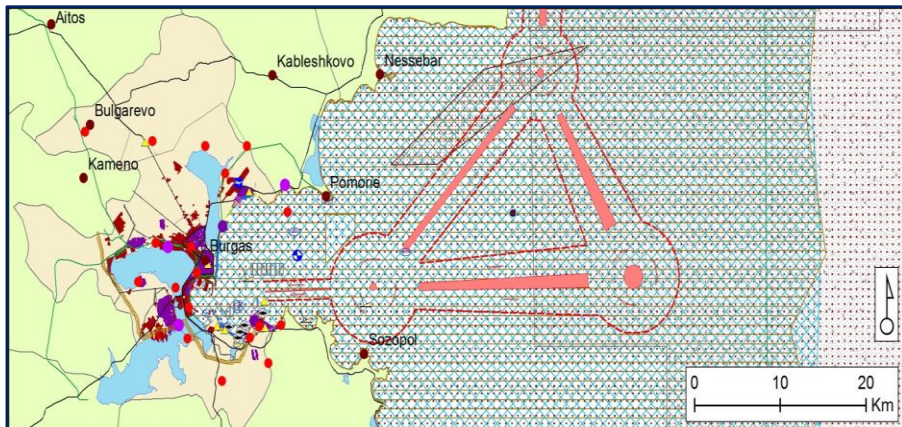 Aitos
Kableshkovo
Nessebar
Bulgarevo
Kameno
Pomorie
Burgas
Sozopol
0 10 20
Km